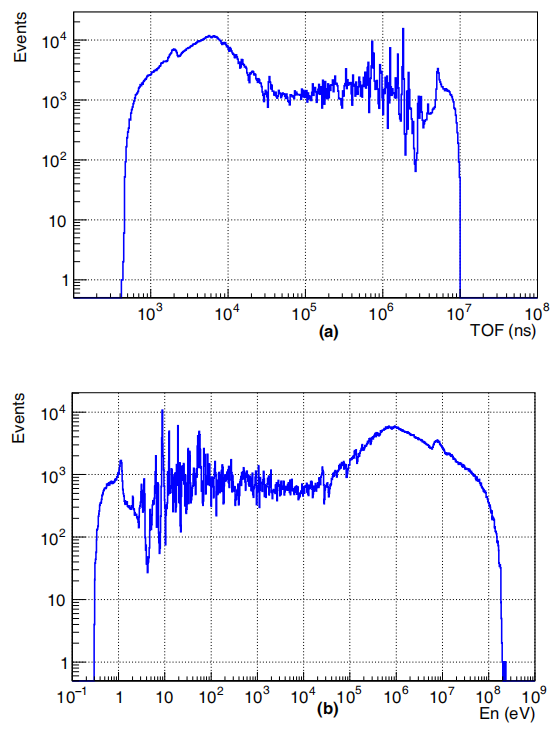 Events
10⁴
10³
10²
10
1
10³ 10⁴ 10⁵ 10⁶ 10⁷ 10⁸
TOF (ns)
(a)
Events
10⁴
10³
10²
10
1
10⁻¹ 1 10 10² 10³ 10⁴ 10⁵ 10⁶ 10⁷ 10⁸ 10⁹
(b)
En (eV)